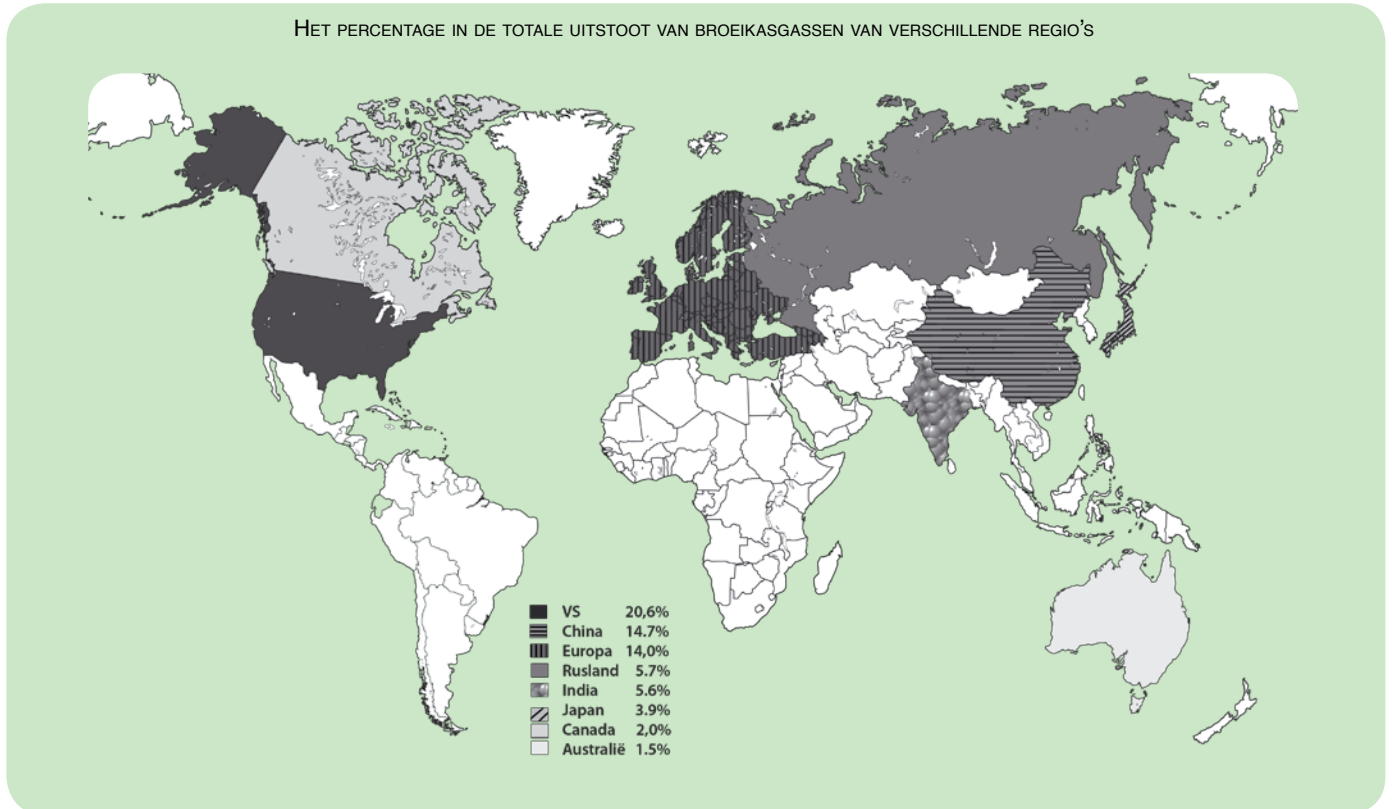 Het percentage in de totale uitstoot van broeikasgassen van verschillende regio's
VS 20,6%
China 14.7%
Europa 14,0%
Rusland 5.7%
India 5.6%
Japan 3.9%
Canada 2,0%
Australië 1.5%